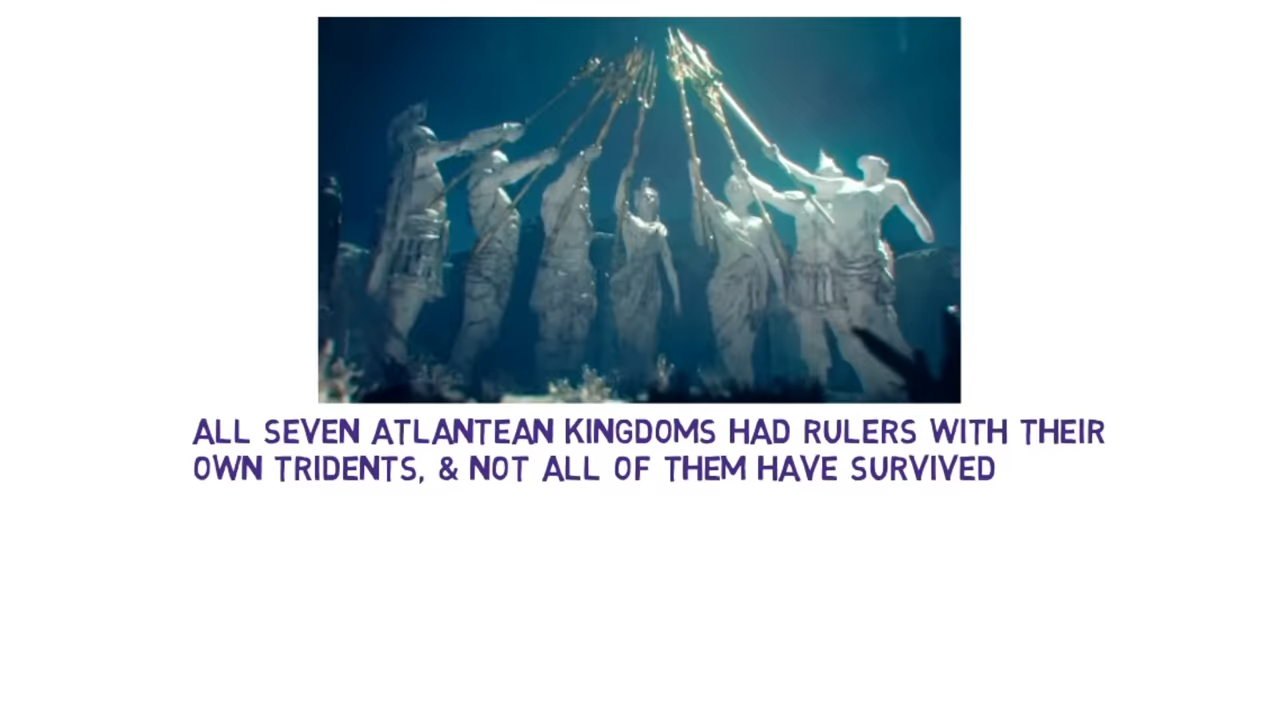 ALL SEVEN ATLANTEAN KINGDOMS HAD RULERS WITH THEIR
OWN TRIDENTS, & NOT ALL OF THEM HAVE SURVIVED